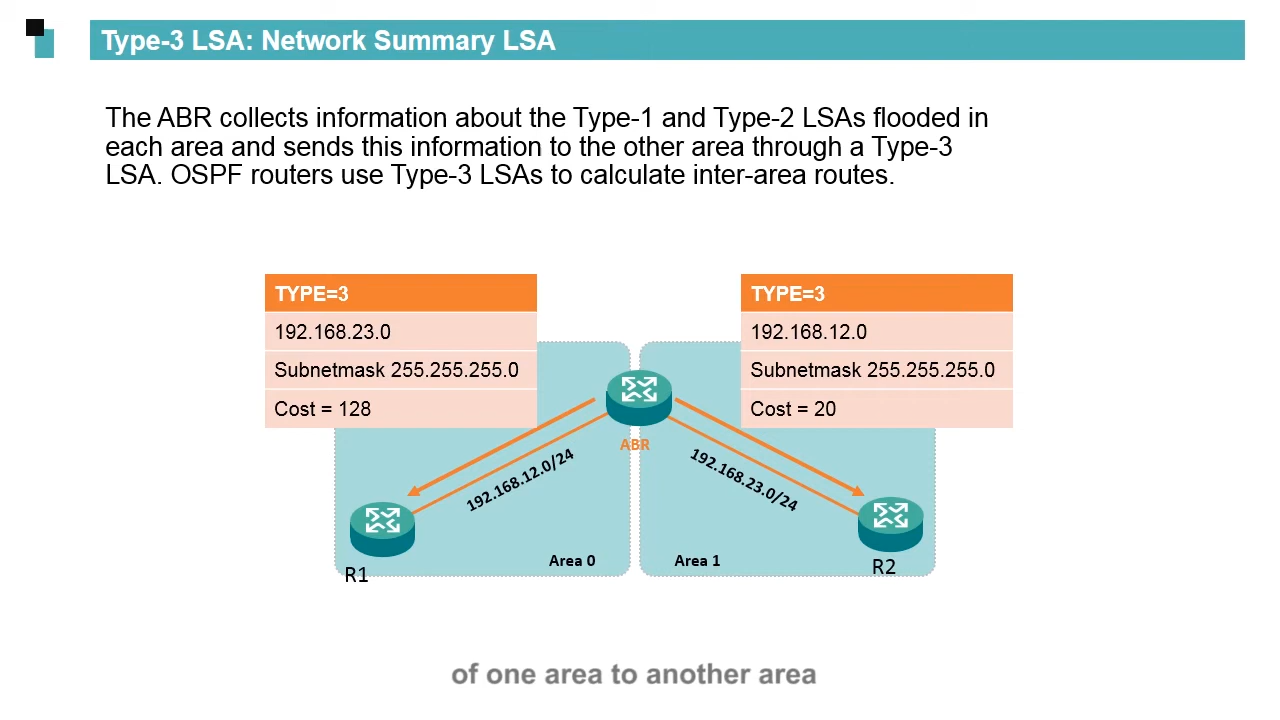 Type-3 LSA: Network Summary LSA
The ABR collects information about the Type-1 and Type-2 LSAs flooded in
each area and sends this information to the other area through a Type-3
LSA. OSPF routers use Type-3 LSAs to calculate inter-area routes.
TYPE=3
192.168.23.0
Subnetmask 255.255.255.0
Cost = 128
TYPE=3
192.168.12.0
Subnetmask 255.255.255.0
Cost = 20
ABR
192.168.12.0/24
192.168.23.0/24
Area 0
Area 1
R1
R2
of one area to another area